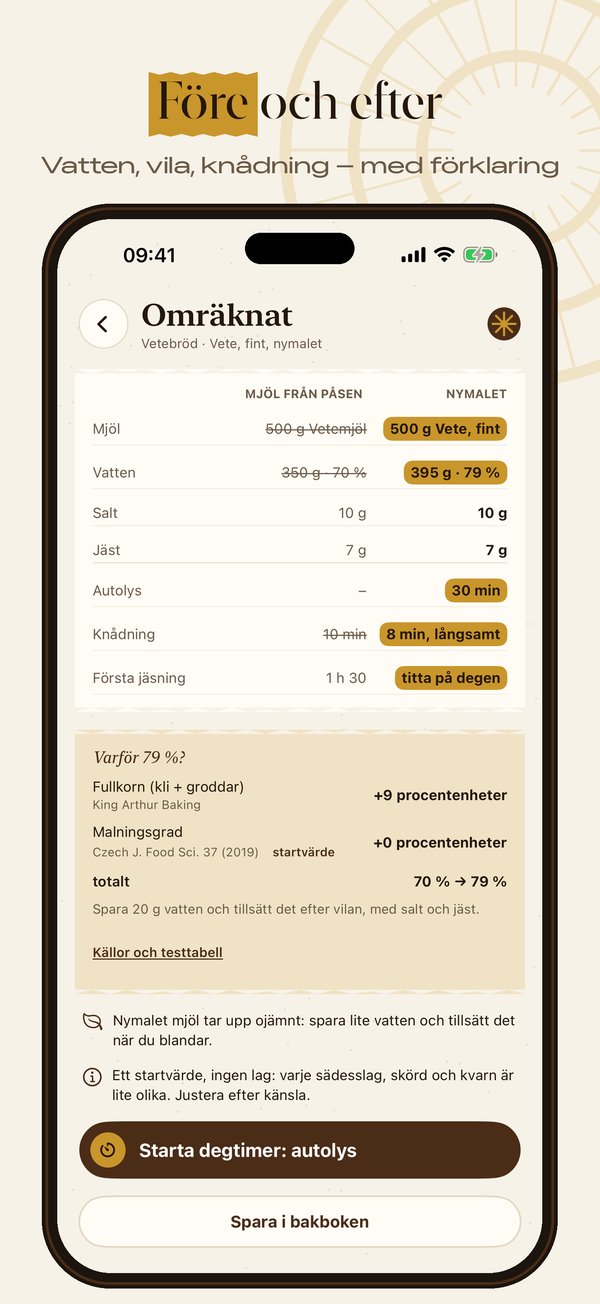 Före och efter
Vatten, vila, knådning – med förklaring
09:41
Omräknat
Vetebröd · Vete, fint, nymalet
MJÖL FRÅN PÅSEN NYMALET
Mjöl 500 g Vetemjöl 500 g Vete, fint
Vatten 350 g · 70 % 395 g · 79 %
Salt 10 g 10 g
Jäst 7 g 7 g
Autolys – 30 min
Knådning 10 min 8 min, långsamt
Första jäsning 1 h 30 titta på degen
Varför 79 %?
Fullkorn (kli + groddar) +9 procentenheter
King Arthur Baking
Malningsgrad +0 procentenheter
Czech J. Food Sci. 37 (2019) startvärde
totalt 70 % → 79 %
Spara 20 g vatten och tillsätt det efter vilan, med salt och jäst.
Källor och testtabell
Nymalet mjöl tar upp ojämnt: spara lite vatten och tillsätt det
när du blandar.
Ett startvärde, ingen lag: varje sädesslag, skörd och kvarn är
lite olika. Justera efter känsla.
Starta degtimer: autolys
Spara i bakboken